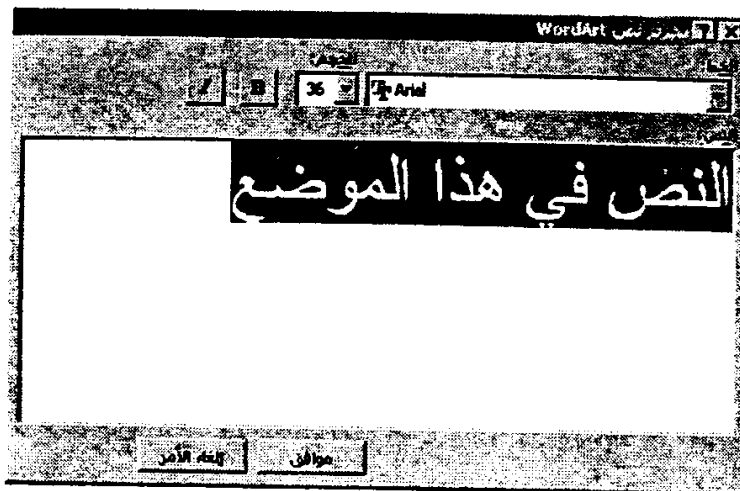 تحرير نص WordArt
الحجم:
Arial 36 B I
النص في هذا الموضع
موافق إلغاء الأمر